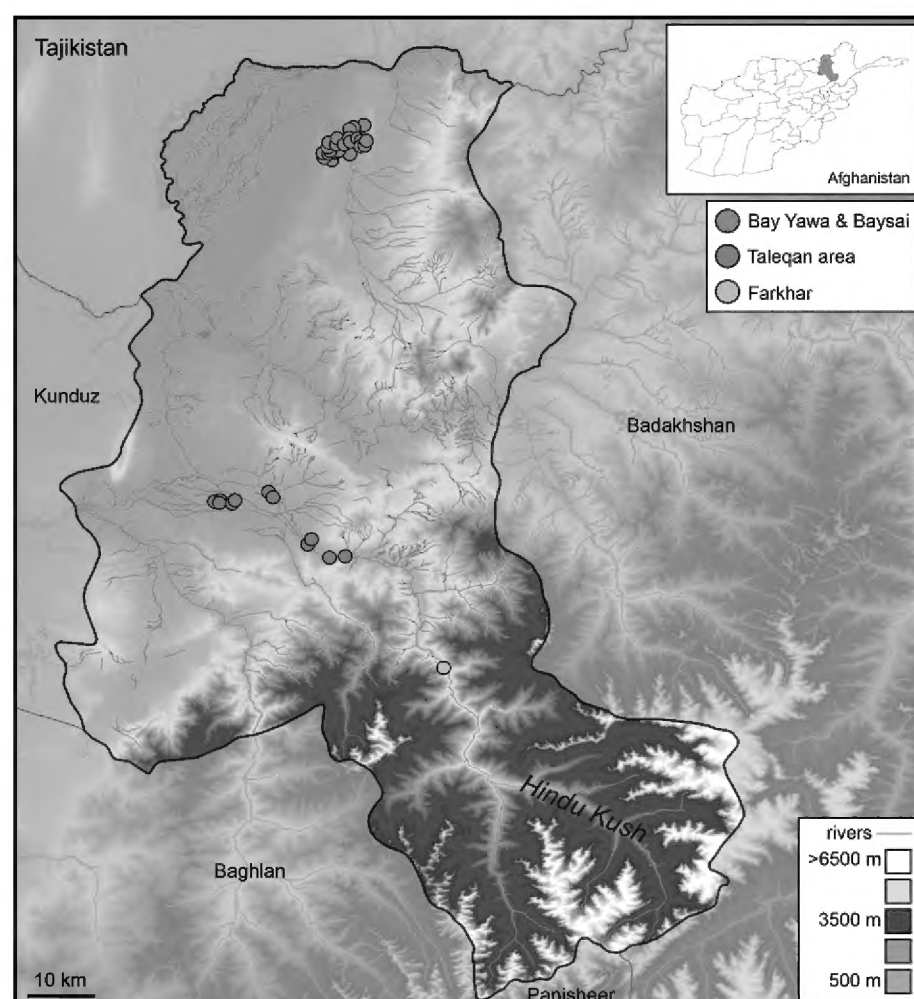 Tajikistan
Afghanistan
Bay Yawa & Baysai
Taleqan area
Farkhar
Kunduz
Badakhshan
Hindu Kush
Baghlan
rivers
>6500 m
3500 m
500 m
10 km
Panjsheer